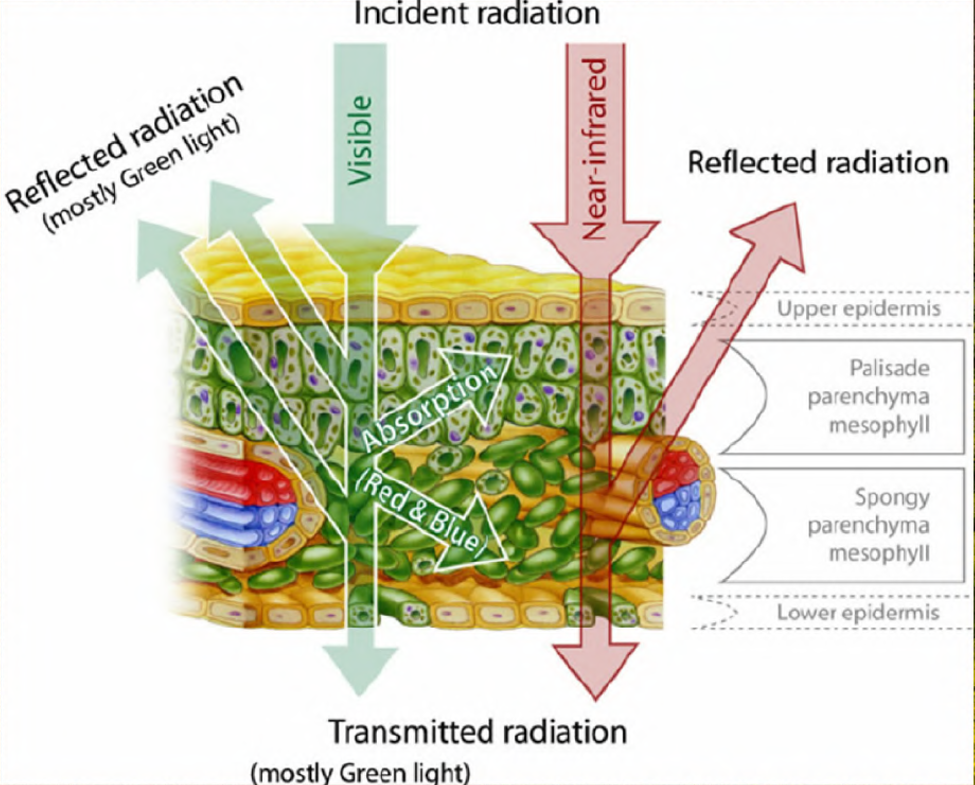 Incident radiation
Reflected radiation
(mostly Green light)
Visible
Near-infrared
Reflected radiation
Absorption
(Red & Blue)
Upper epidermis
Palisade
parenchyma
mesophyll
Spongy
parenchyma
mesophyll
Lower epidermis
Transmitted radiation
(mostly Green light)